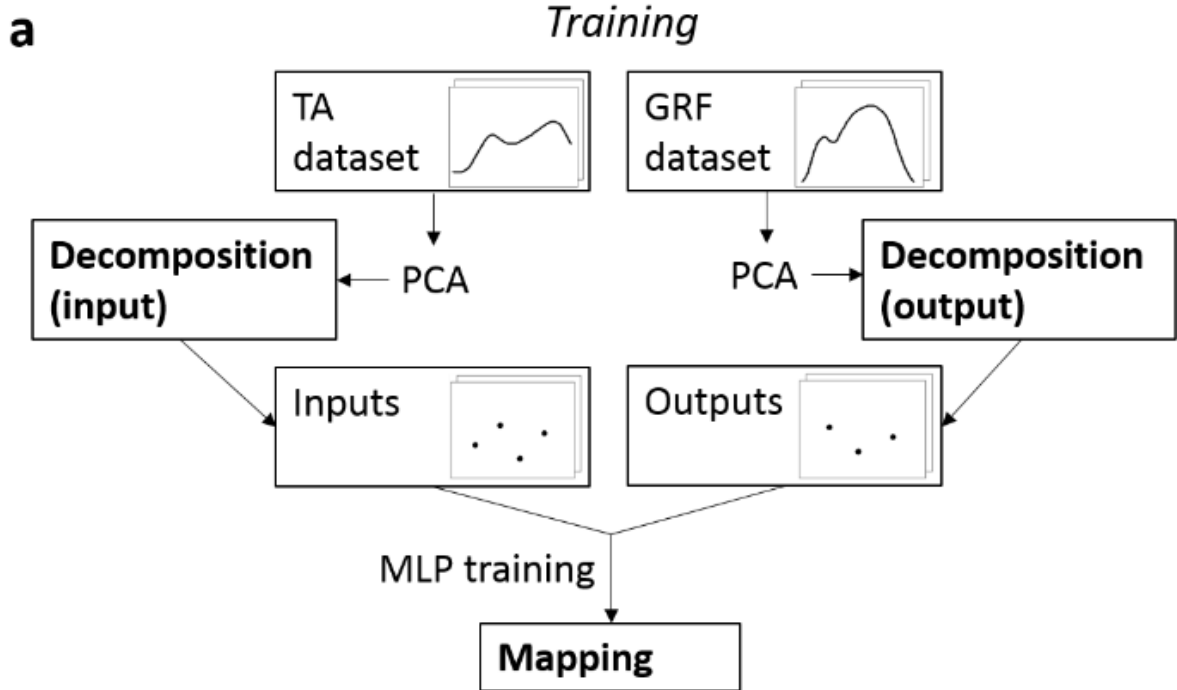 a
Training
TA
dataset
GRF
dataset
Decomposition
(input)
PCA
PCA
Decomposition
(output)
Inputs
Outputs
MLP training
Mapping